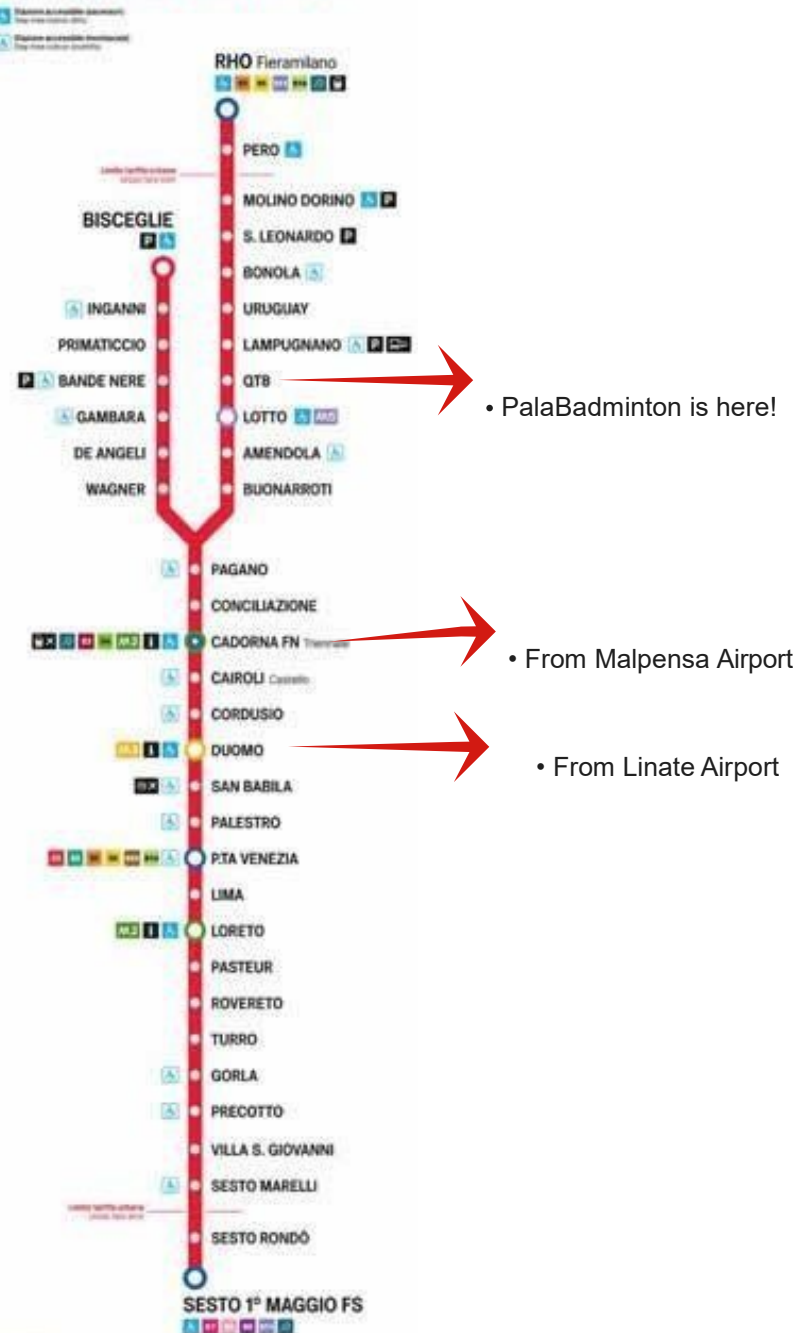 RHO Fieramilano
PERO
MOLINO DORINO P
BISCEGLIE
P
S. LEONARDO P
BONOLA
INGANNI
URUGUAY
PRIMATICCIO
LAMPUGNANO P
P BANDE NERE
QT8
• PalaBadminton is here!
GAMBARA
LOTTO
DE ANGELI
AMENDOLA
WAGNER
BUONARROTI
PAGANO
CONCILIAZIONE
CADORNA FN Triennale
• From Malpensa Airport
CAIROLI Castello
CORDUSIO
DUOMO
• From Linate Airport
SAN BABILA
PALESTRO
P.TA VENEZIA
LIMA
M2 LORETO
PASTEUR
ROVERETO
TURRO
GORLA
PRECOTTO
VILLA S. GIOVANNI
SESTO MARELLI
SESTO RONDÒ
SESTO 1° MAGGIO FS